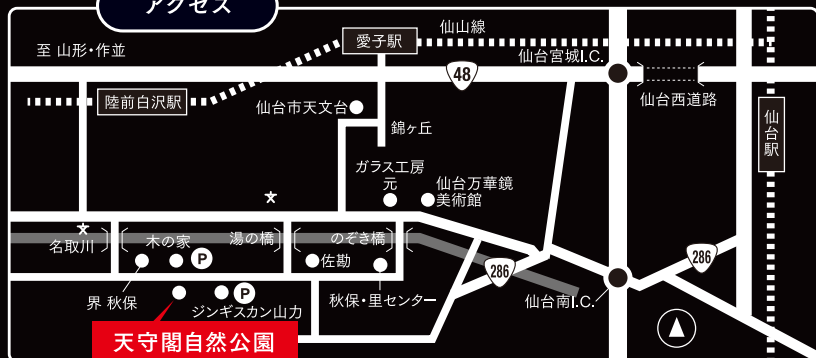 アクセス
仙山線
愛子駅
至 山形・作並
仙台宮城I.C.
48
陸前白沢駅
仙台市天文台
仙台西道路
錦ヶ丘
仙台駅
ガラス工房
元
仙台万華鏡
美術館
名取川
木の家
P
湯の橋
のぞき橋
佐勘
286
286
界 秋保
P
ジンギスカン山力
秋保・里センター
仙台南I.C.
天守閣自然公園